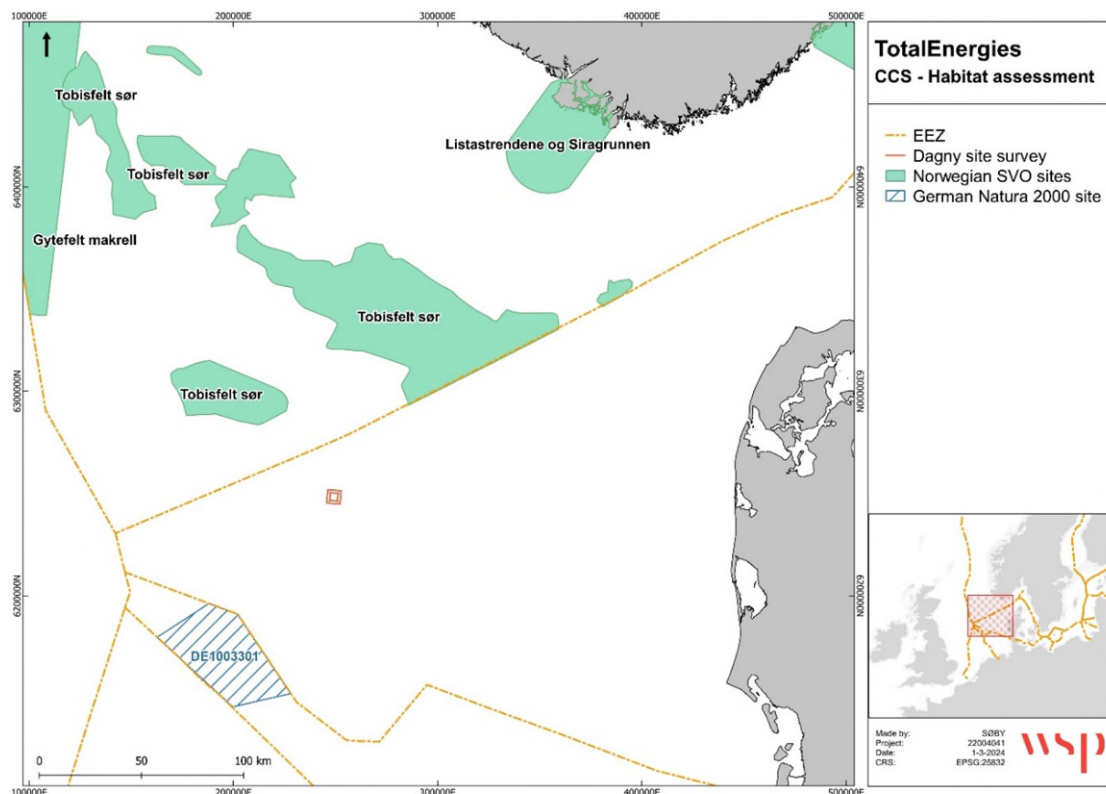 100000E 200000E 300000E 400000E 500000E
TotalEnergies
CCS - Habitat assessment
EEZ
Dagny site survey
Norwegian SVO sites
German Natura 2000 site
Tobisfelt sør
Listastrendene og Siragrunnen
Tobisfelt sør
6400000N 6400000N
Gytefelt makrell
Tobisfelt sør
Tobisfelt sør
6300000N 6300000N
6200000N 6200000N
DE1003301
0 50 100 km
100000E 200000E 300000E 400000E 500000E
Made by: SØBY
Project: 22004041
Date: 1-3-2024
CRS: EPSG:25832
wsp